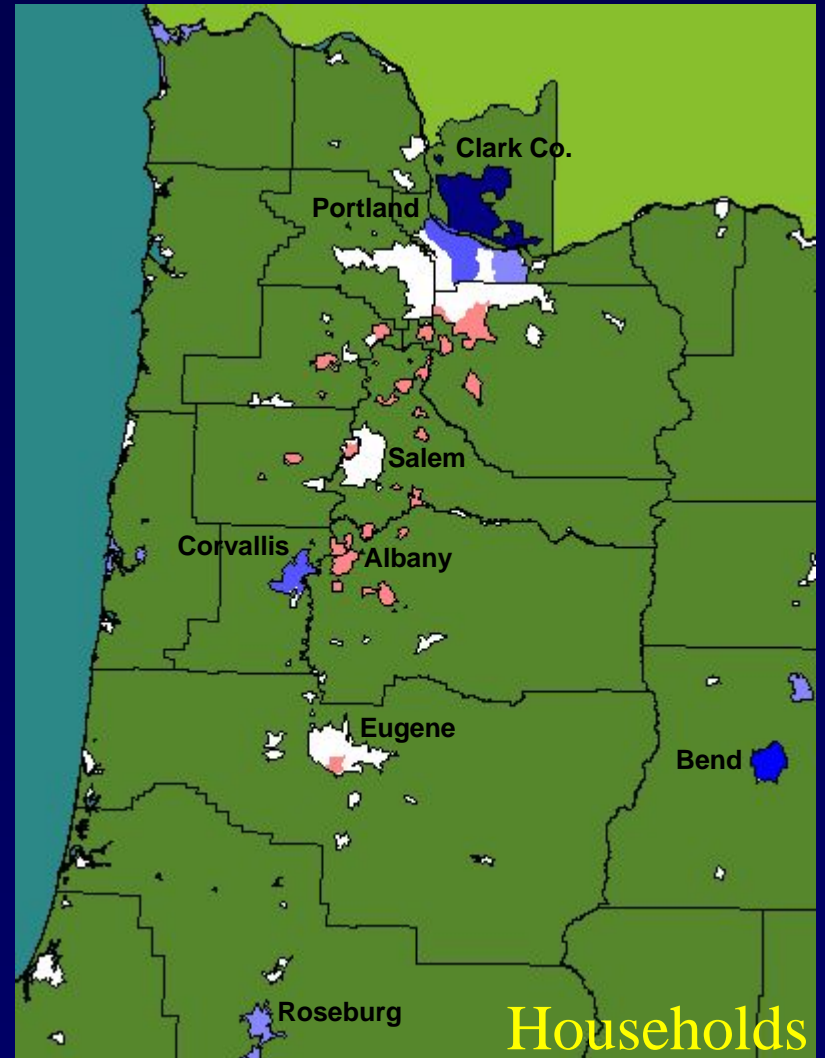 Clark Co.
Portland
Salem
Corvallis
Albany
Eugene
Bend
Roseburg
Households